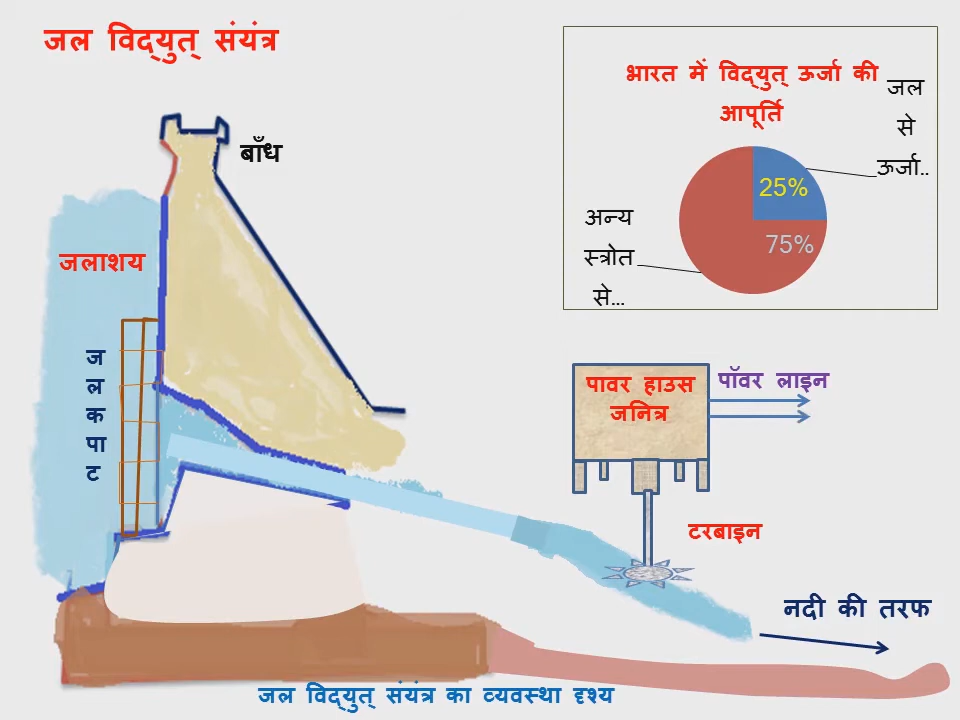 जल विद्युत् संयंत्र
भारत में विद्युत् ऊर्जा की
आपूर्ति
जल
से
ऊर्जा..
25%
75%
अन्य
स्त्रोत
से...
बाँध
जलाशय
ज
ल
क
पा
ट
पावर हाउस
जनित्र
पॉवर लाइन
टरबाइन
नदी की तरफ
जल विद्युत् संयंत्र का व्यवस्था दृश्य